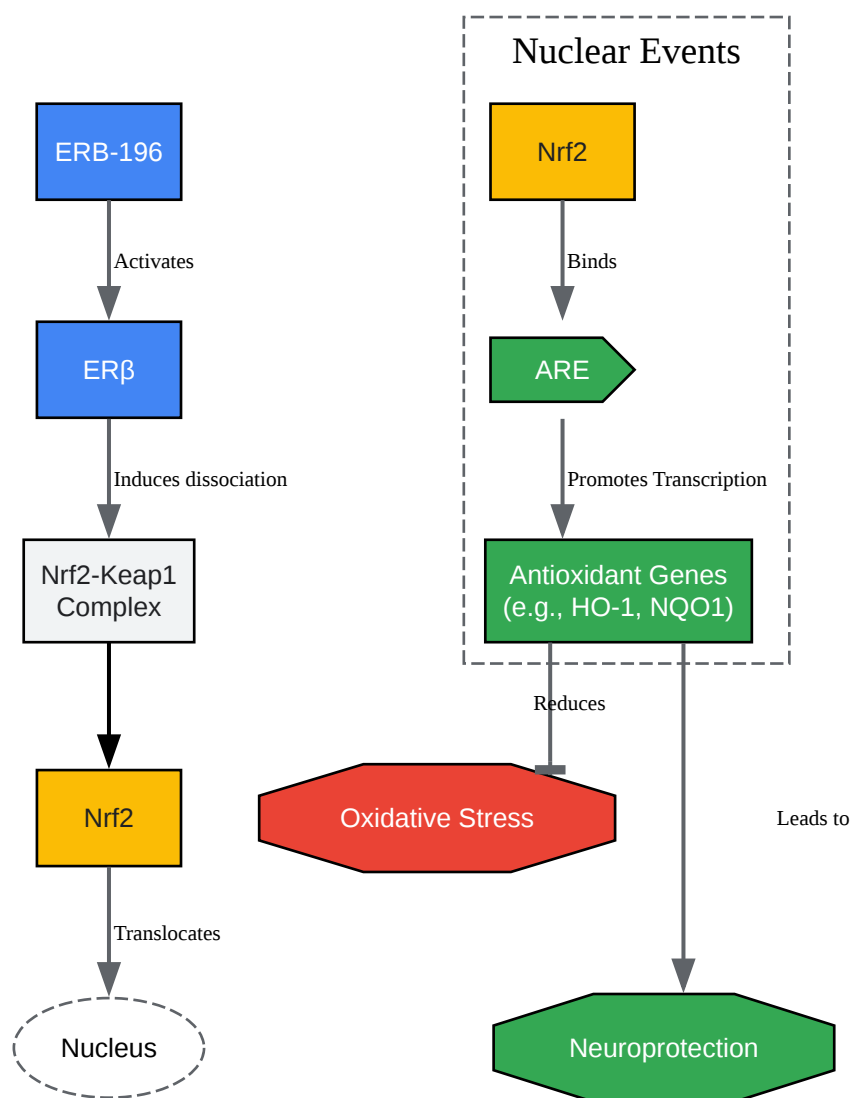 ERB-196
Activates
ERβ
Induces dissociation
Nrf2-Keap1
Complex
Nrf2
Translocates
Nucleus
Nuclear Events
Nrf2
Binds
ARE
Promotes Transcription
Antioxidant Genes
(e.g., HO-1, NQO1)
Reduces
Oxidative Stress
Leads to
Neuroprotection